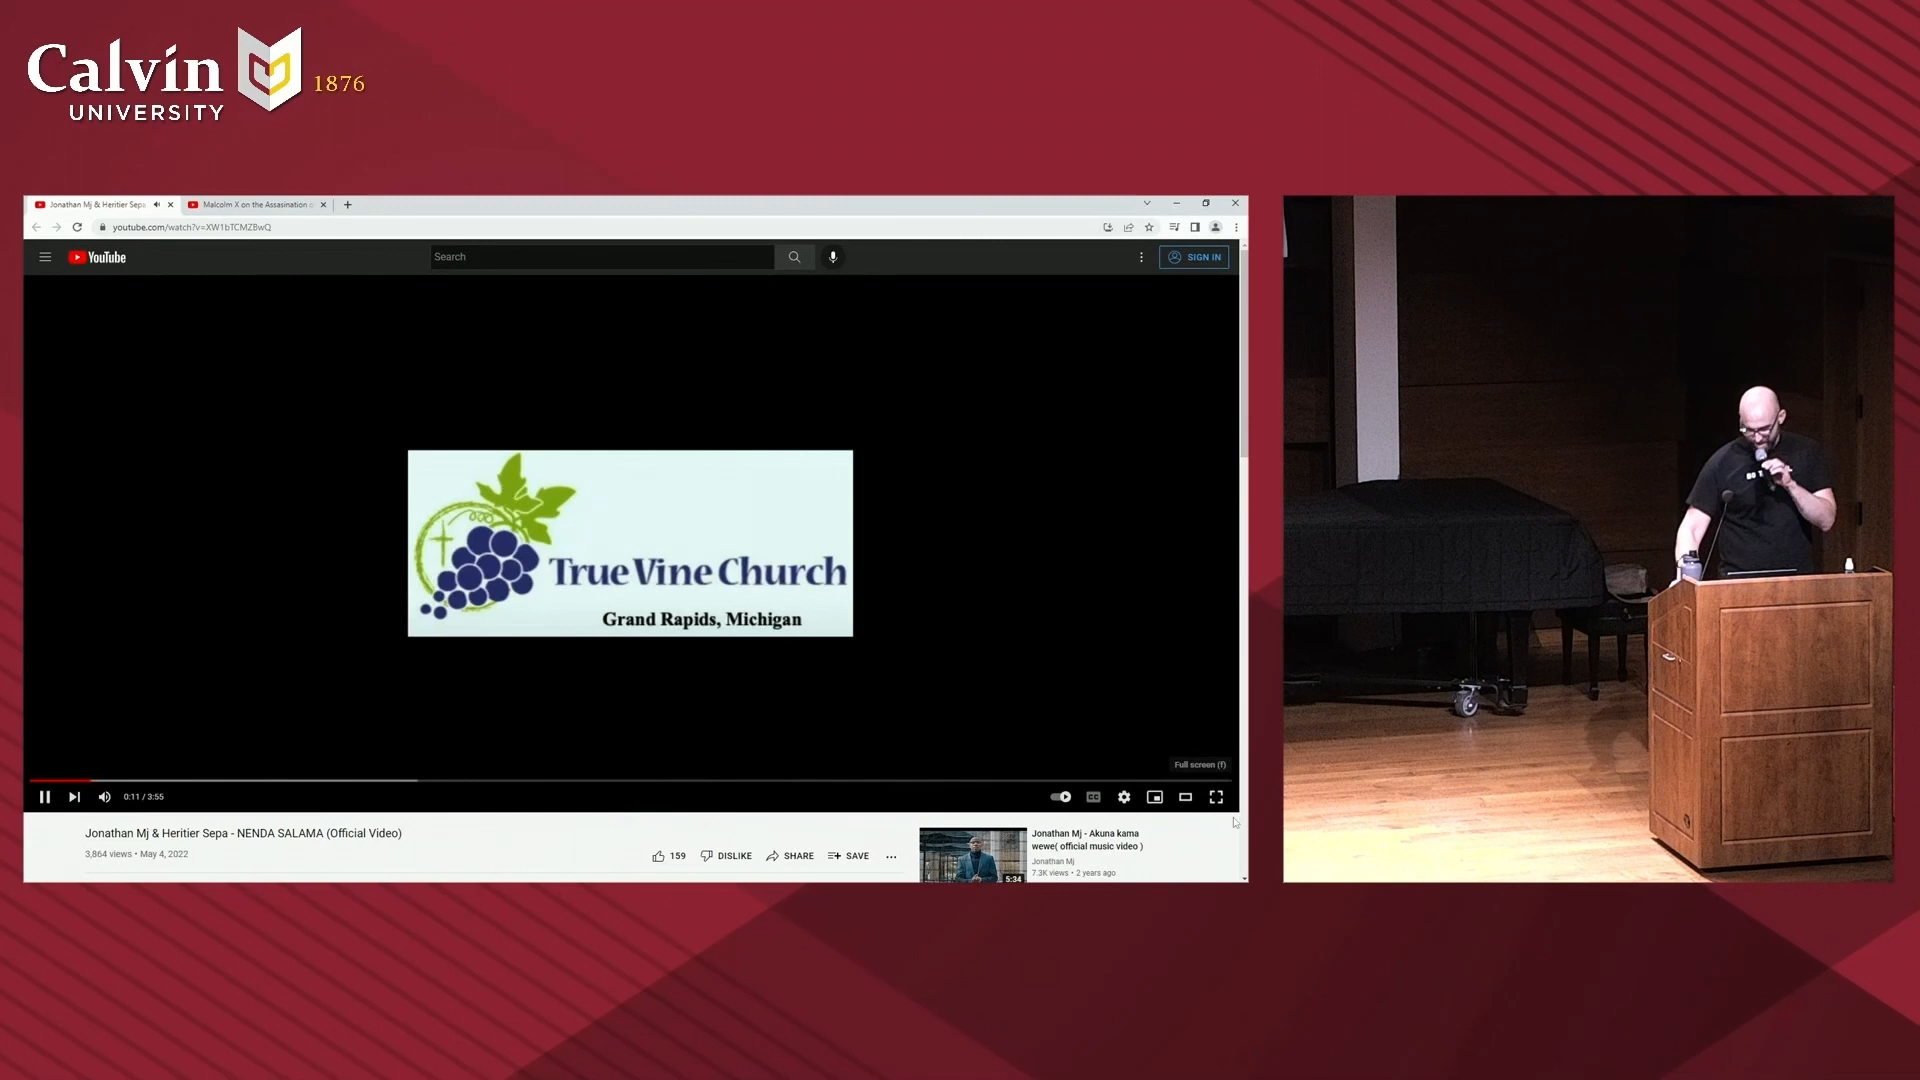 Calvin
UNIVERSITY
1876
Jonathan Mj & Heritier Sepa
Malcolm X on the Assasination o
youtube.com/watch?v=XW1bTCMZBwQ
YouTube
Search
SIGN IN
True Vine Church
Grand Rapids, Michigan
Full screen (f)
0:11 / 3:55
CC
Jonathan Mj & Heritier Sepa - NENDA SALAMA (Official Video)
3,864 views • May 4, 2022
159
DISLIKE
SHARE
SAVE
5:34
Jonathan Mj - Akuna kama
wewe( official music video )
Jonathan Mj
7.3K views • 2 years ago